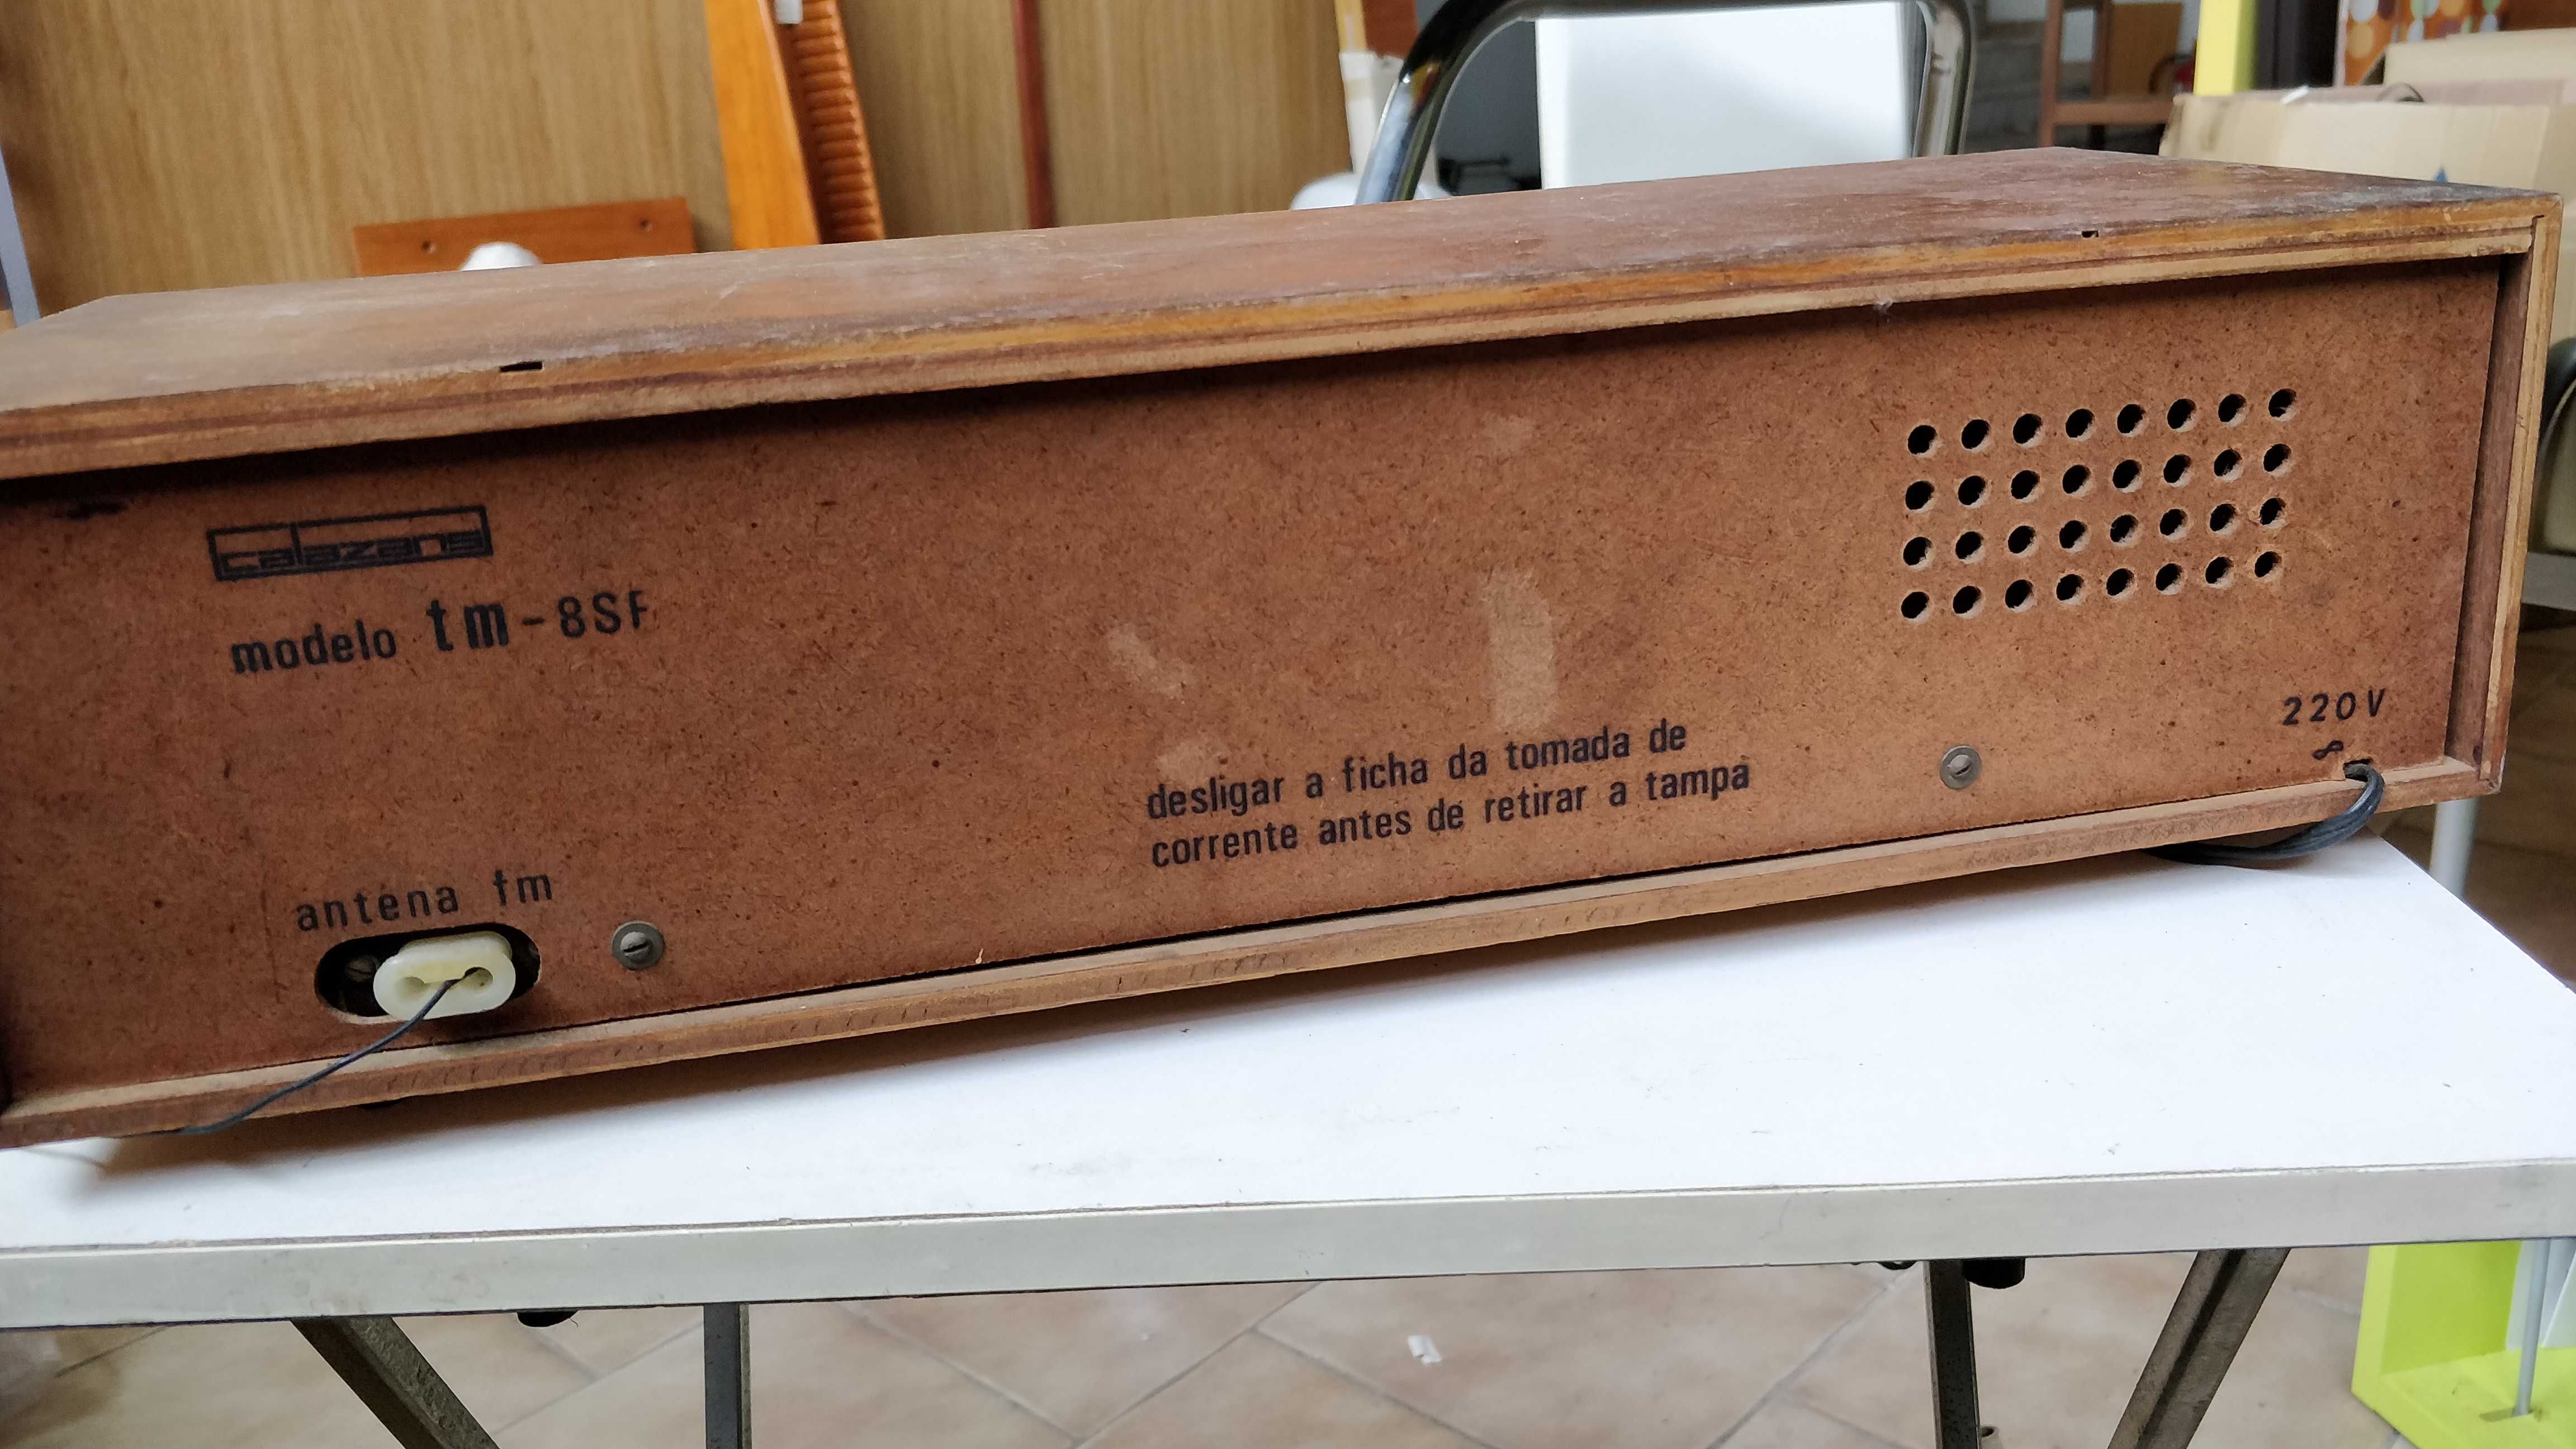 calazans
modelo tm-8SF
antena fm
desligar a ficha da tomada de
corrente antes de retirar a tampa
220V